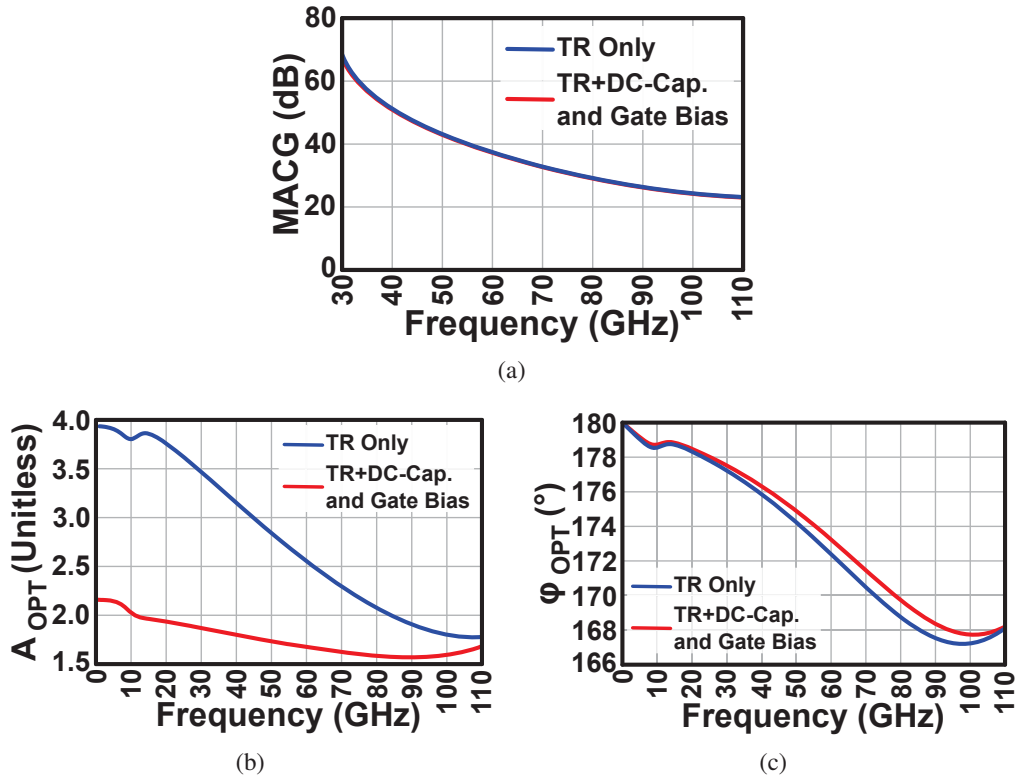 MACG (dB)
80
60
40
20
0
TR Only
TR+DC-Cap.
and Gate Bias
30 40 50 60 70 80 90 100 110
Frequency (GHz)
(a)
A OPT (Unitless)
4.0
3.5
3.0
2.5
2.0
1.5
TR Only
TR+DC-Cap.
and Gate Bias
0 10 20 30 40 50 60 70 80 90 100 110
Frequency (GHz)
(b)
φ OPT (°)
180
178
176
174
172
170
168
166
TR Only
TR+DC-Cap.
and Gate Bias
0 10 20 30 40 50 60 70 80 90 100 110
Frequency (GHz)
(c)